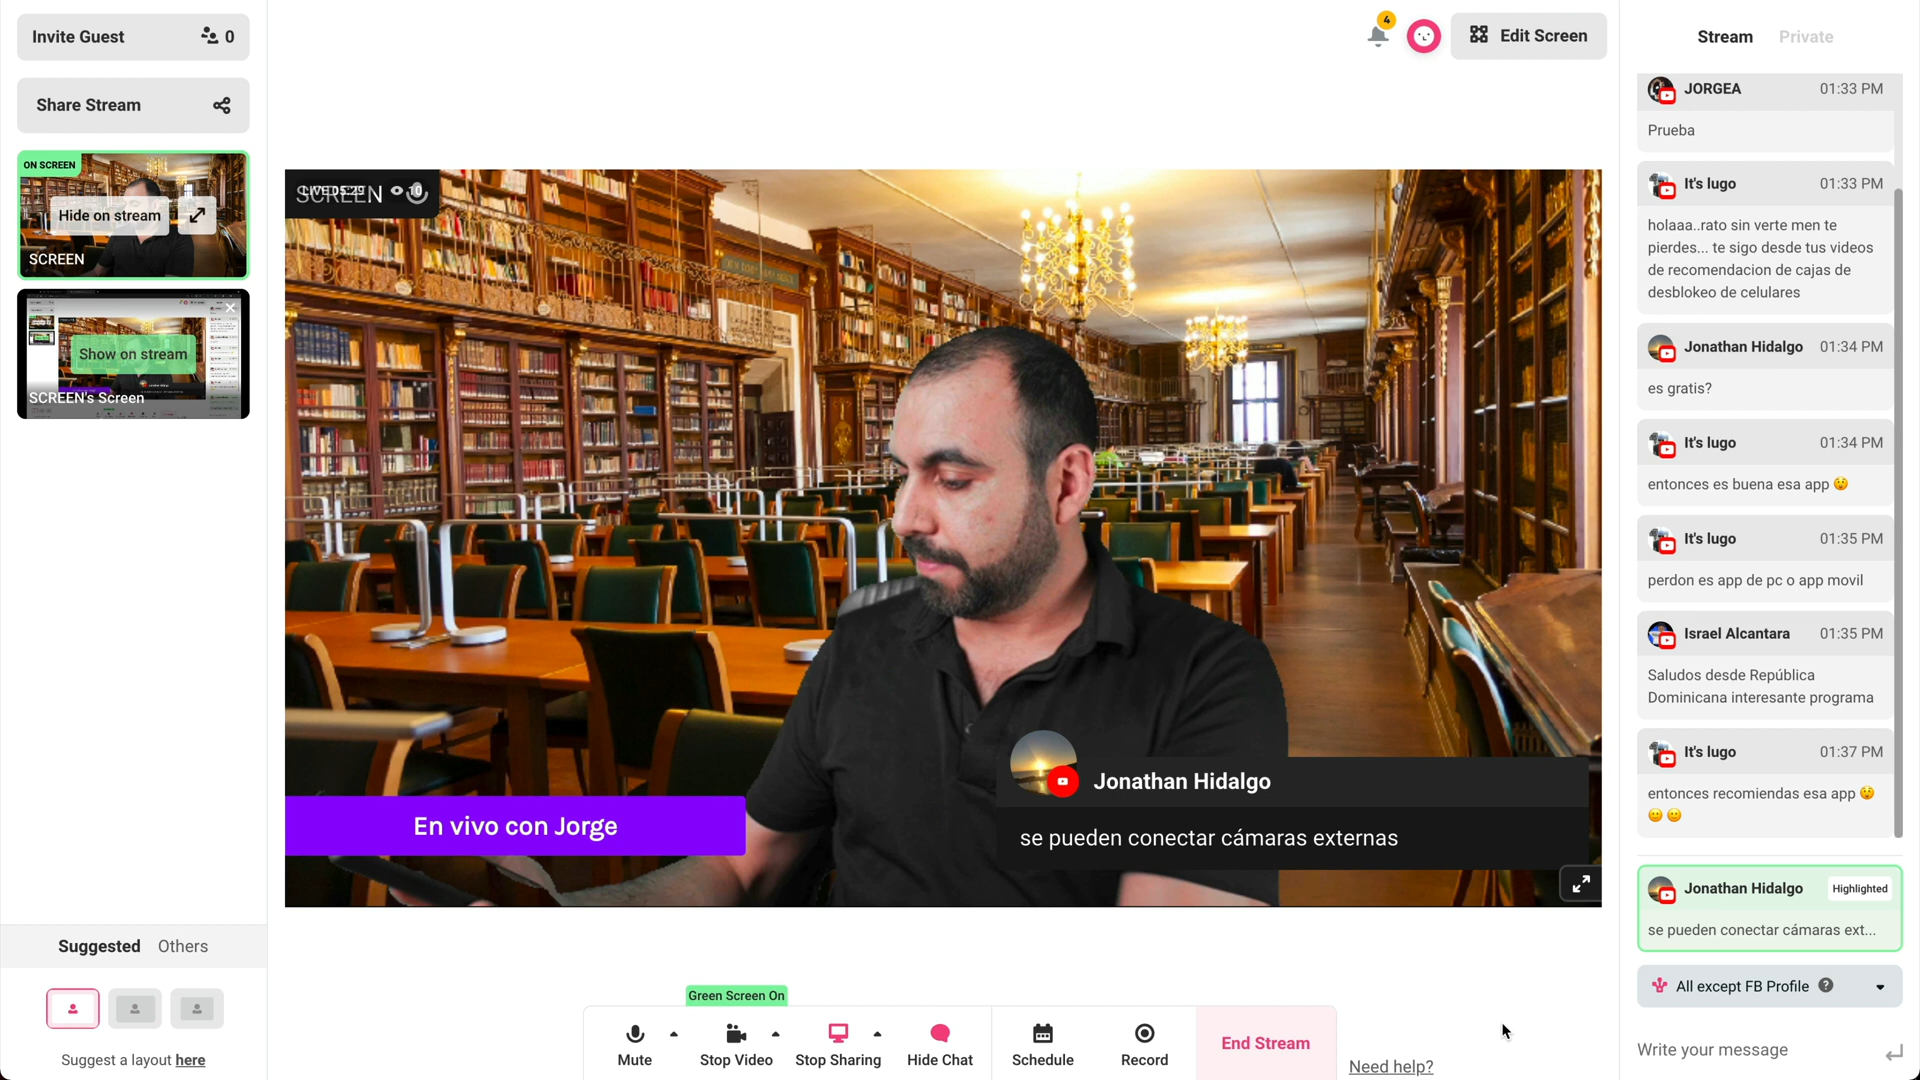 Invite Guest 0
Share Stream
ON SCREEN
Hide on stream
SCREEN
Show on stream
SCREEN's Screen
Suggested Others
Suggest a layout here
4
Edit Screen
SCREEN
LIVE 05:29 10
En vivo con Jorge
Jonathan Hidalgo
se pueden conectar cámaras externas
Green Screen On
Mute
Stop Video
Stop Sharing
Hide Chat
Schedule
Record
End Stream
Need help?
Stream Private
JORGEA 01:33 PM
Prueba
It's lugo 01:33 PM
holaaa..rato sin verte men te
pierdes... te sigo desde tus videos
de recomendacion de cajas de
desblokeo de celulares
Jonathan Hidalgo 01:34 PM
es gratis?
It's lugo 01:34 PM
entonces es buena esa app 😲
It's lugo 01:35 PM
perdon es app de pc o app movil
Israel Alcantara 01:35 PM
Saludos desde República
Dominicana interesante programa
It's lugo 01:37 PM
entonces recomiendas esa app 😲
😐 😐
Jonathan Hidalgo Highlighted
se pueden conectar cámaras ext...
All except FB Profile ?
Write your message